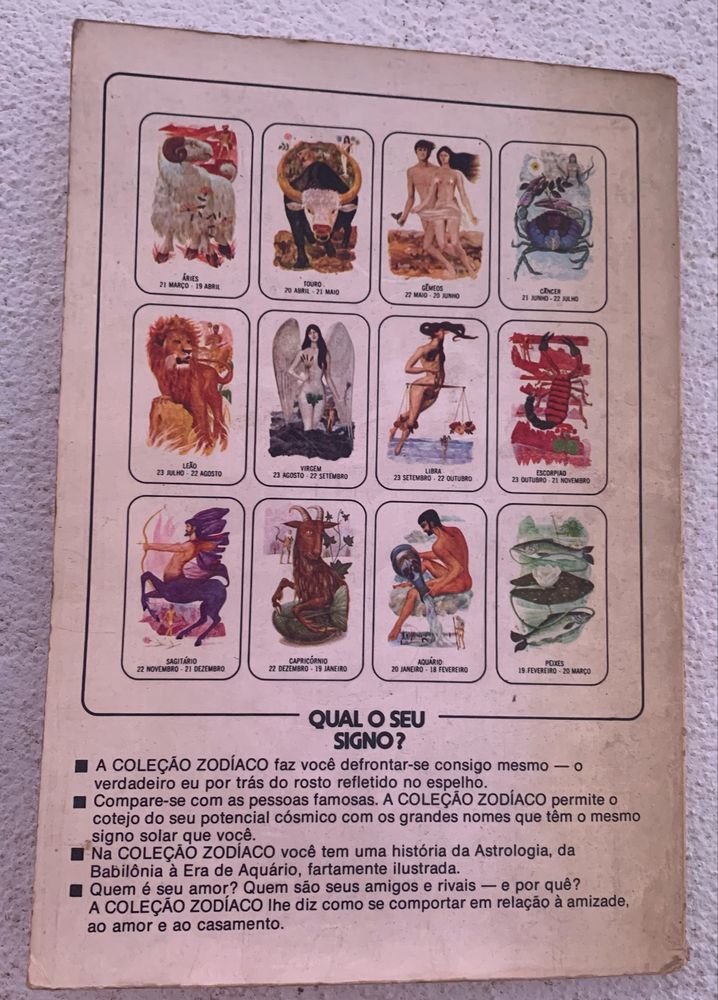 ÁRIES
21 MARÇO - 19 ABRIL
TOURO
20 ABRIL - 21 MAIO
GÊMEOS
22 MAIO - 20 JUNHO
CÂNCER
21 JUNHO - 22 JULHO
LEÃO
23 JULHO - 22 AGOSTO
VIRGEM
23 AGOSTO - 22 SETEMBRO
LIBRA
23 SETEMBRO - 22 OUTUBRO
ESCORPIÃO
23 OUTUBRO - 21 NOVEMBRO
SAGITÁRIO
22 NOVEMBRO - 21 DEZEMBRO
CAPRICÓRNIO
22 DEZEMBRO - 19 JANEIRO
AQUÁRIO
20 JANEIRO - 18 FEVEREIRO
PEIXES
19 FEVEREIRO - 20 MARÇO
QUAL O SEU
SIGNO?
■ A COLEÇÃO ZODÍACO faz você defrontar-se consigo mesmo — o
verdadeiro eu por trás do rosto refletido no espelho.
■ Compare-se com as pessoas famosas. A COLEÇÃO ZODÍACO permite o
cotejo do seu potencial cósmico com os grandes nomes que têm o mesmo
signo solar que você.
■ Na COLEÇÃO ZODÍACO você tem uma história da Astrologia, da
Babilônia à Era de Aquário, fartamente ilustrada.
■ Quem é seu amor? Quem são seus amigos e rivais — e por quê?
A COLEÇÃO ZODÍACO lhe diz como se comportar em relação à amizade,
ao amor e ao casamento.